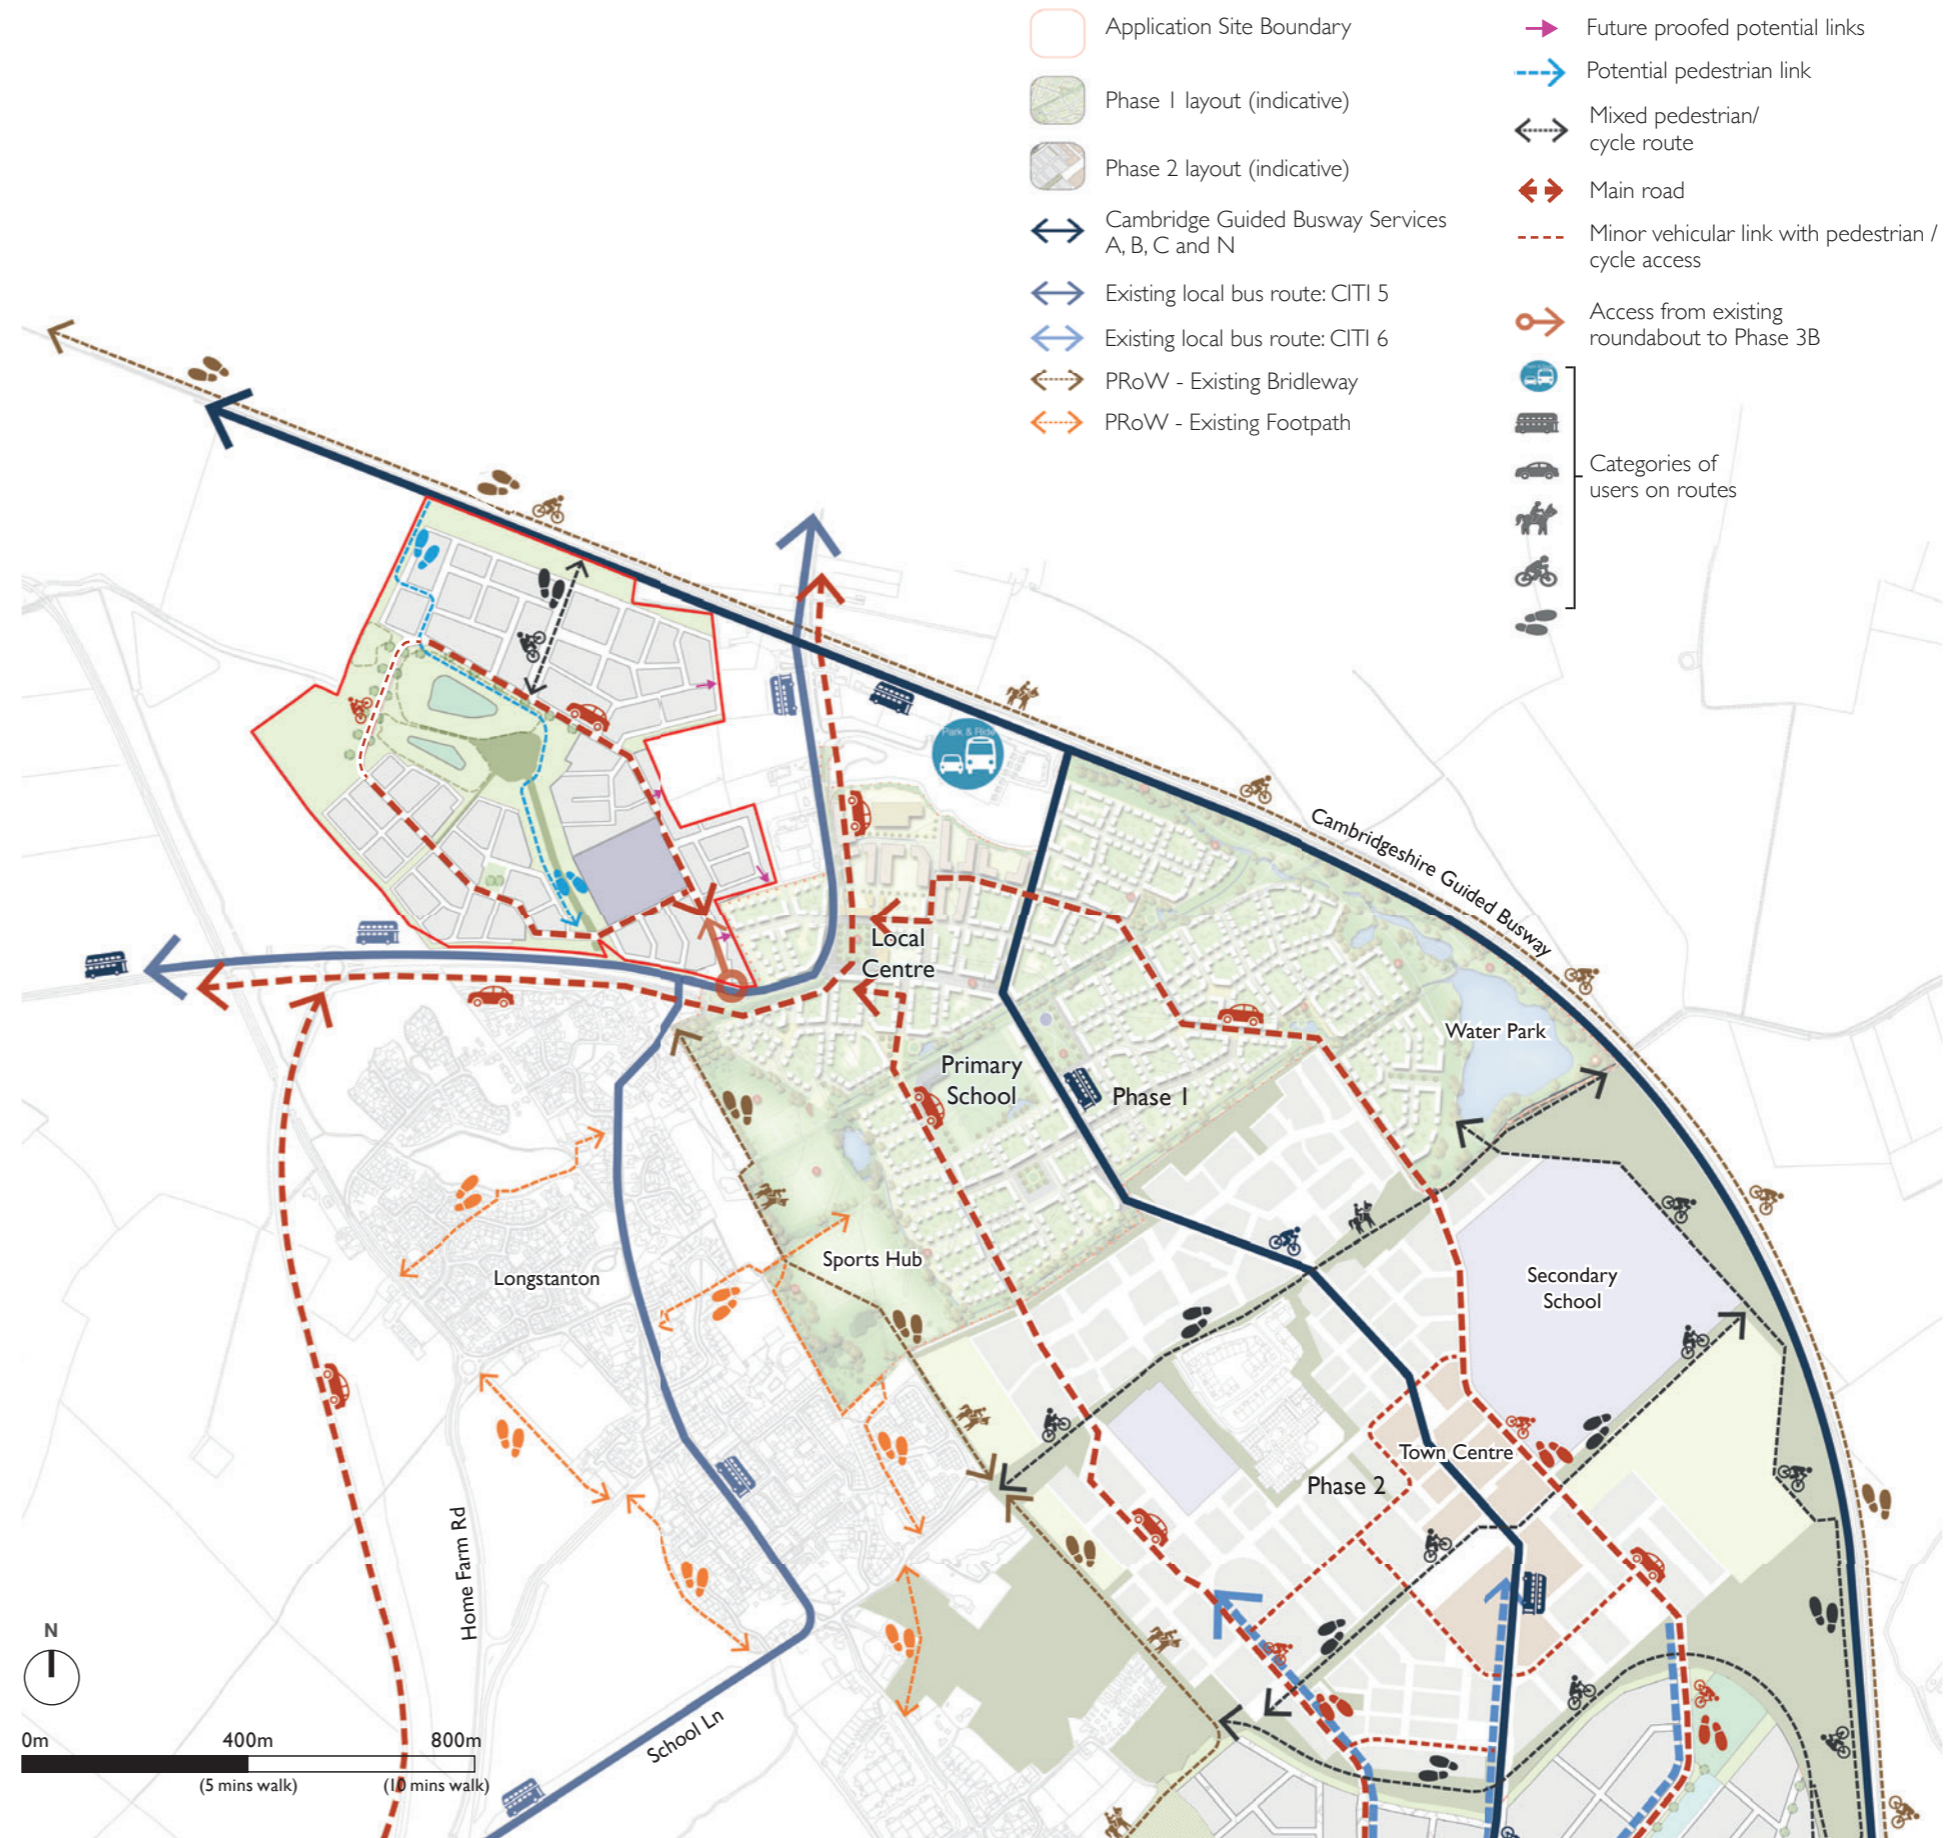 Application Site Boundary
Phase 1 layout (indicative)
Phase 2 layout (indicative)
Cambridge Guided Busway Services
A, B, C and N
Existing local bus route: CITI 5
Existing local bus route: CITI 6
PRoW - Existing Bridleway
PRoW - Existing Footpath
Future proofed potential links
Potential pedestrian link
Mixed pedestrian/
cycle route
Main road
Minor vehicular link with pedestrian /
cycle access
Access from existing
roundabout to Phase 3B
Categories of
users on routes
Park & Ride
Cambridgeshire Guided Busway
Local
Centre
Water Park
Primary
School
Phase 1
Sports Hub
Longstanton
Secondary
School
Town Centre
Phase 2
Home Farm Rd
School Ln
N
0m
400m
800m
(5 mins walk)
(10 mins walk)